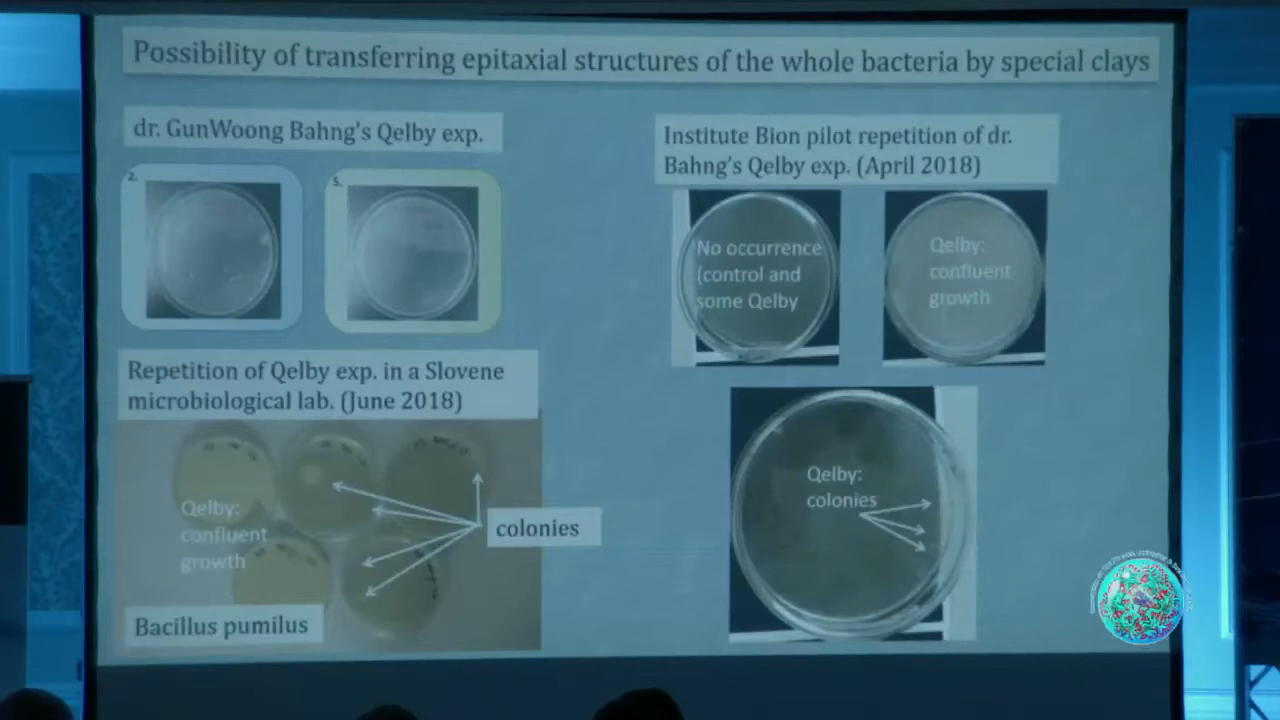 Possibility of transferring epitaxial structures of the whole bacteria by special clays
dr. GunWoong Bahng's Qelby exp.
2.
5.
Institute Bion pilot repetition of dr.
Bahng's Qelby exp. (April 2018)
No occurrence
(control and
some Qelby
Qelby:
confluent
growth
Repetition of Qelby exp. in a Slovene
microbiological lab. (June 2018)
Qelby:
confluent
growth
colonies
Bacillus pumilus
Qelby:
colonies